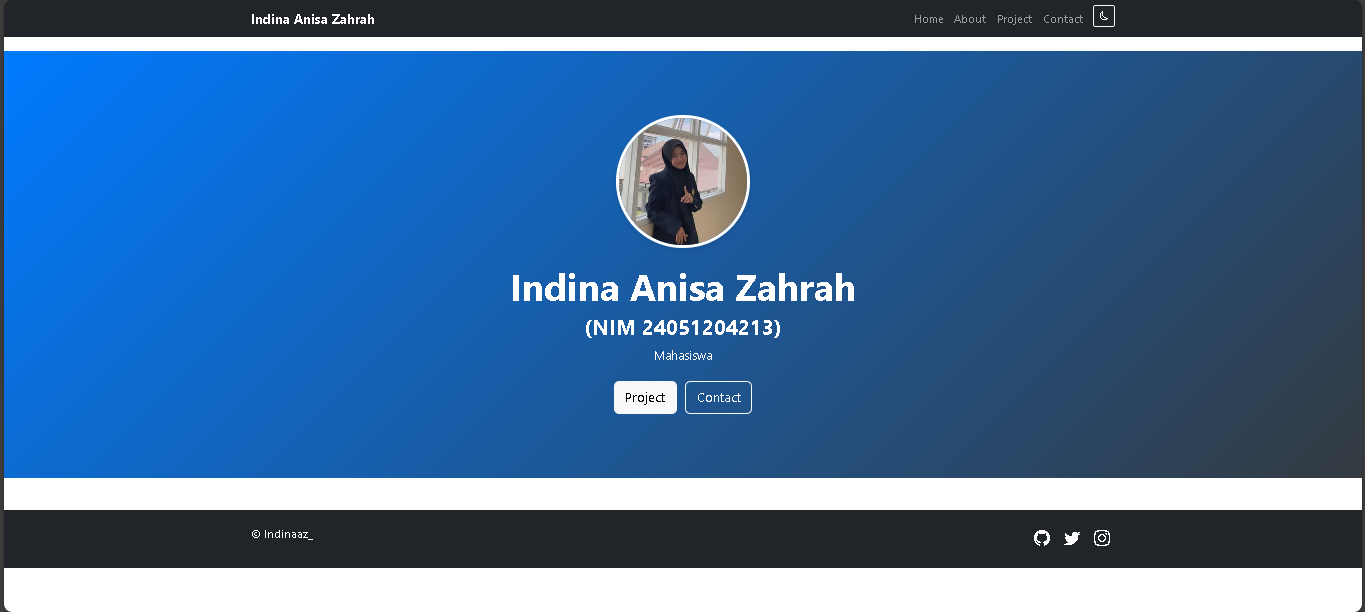 Indina Anisa Zahrah
Home About Project Contact
Indina Anisa Zahrah
(NIM 24051204213)
Mahasiswa
Project Contact
© Indinaaz_